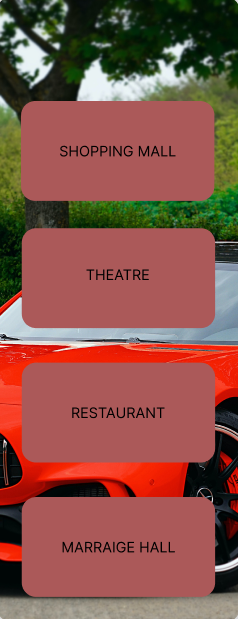 SHOPPING MALL
THEATRE
RESTAURANT
MARRAIGE HALL